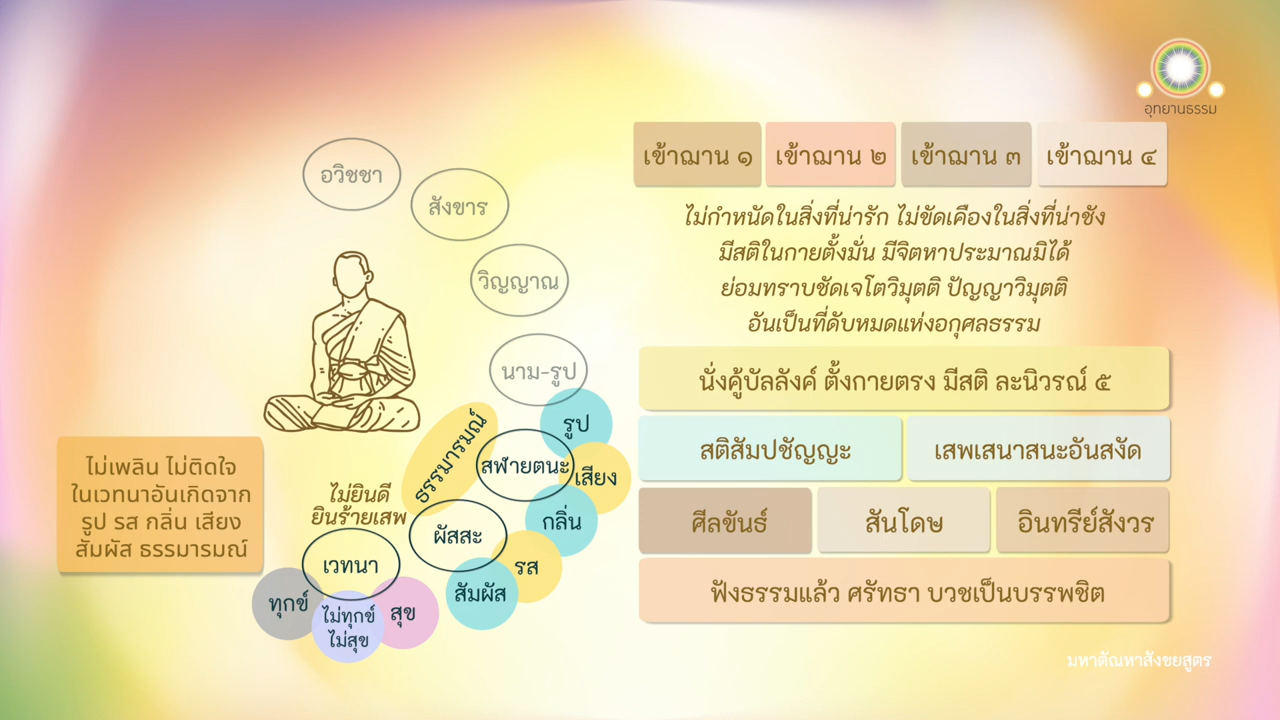 อุทยานธรรม
เข้าฌาน ๑
เข้าฌาน ๒
เข้าฌาน ๓
เข้าฌาน ๔
ไม่กำหนัดในสิ่งที่น่ารัก ไม่ขัดเคืองในสิ่งที่น่าชัง
มีสติในกายตั้งมั่น มีจิตหาประมาณมิได้
ย่อมทราบชัดเจโตวิมุตติ ปัญญาวิมุตติ
อันเป็นที่ดับหมดแห่งอกุศลธรรม
นั่งคู้บัลลังค์ ตั้งกายตรง มีสติ ละนิวรณ์ ๕
สติสัมปชัญญะ
เสพเสนาสนะอันสงัด
ศีลขันธ์
สันโดษ
อินทรีย์สังวร
ฟังธรรมแล้ว ศรัทธา บวชเป็นบรรพชิต
อวิชชา
สังขาร
วิญญาณ
นาม-รูป
รูป
ธรรมารมณ์
สฬายตนะ
เสียง
กลิ่น
ผัสสะ
รส
สัมผัส
ไม่ยินดี
ยินร้ายเสพ
เวทนา
ทุกข์
ไม่ทุกข์
ไม่สุข
สุข
ไม่เพลิน ไม่ติดใจ
ในเวทนาอันเกิดจาก
รูป รส กลิ่น เสียง
สัมผัส ธรรมารมณ์
มหาตัณหาสังขยสูตร